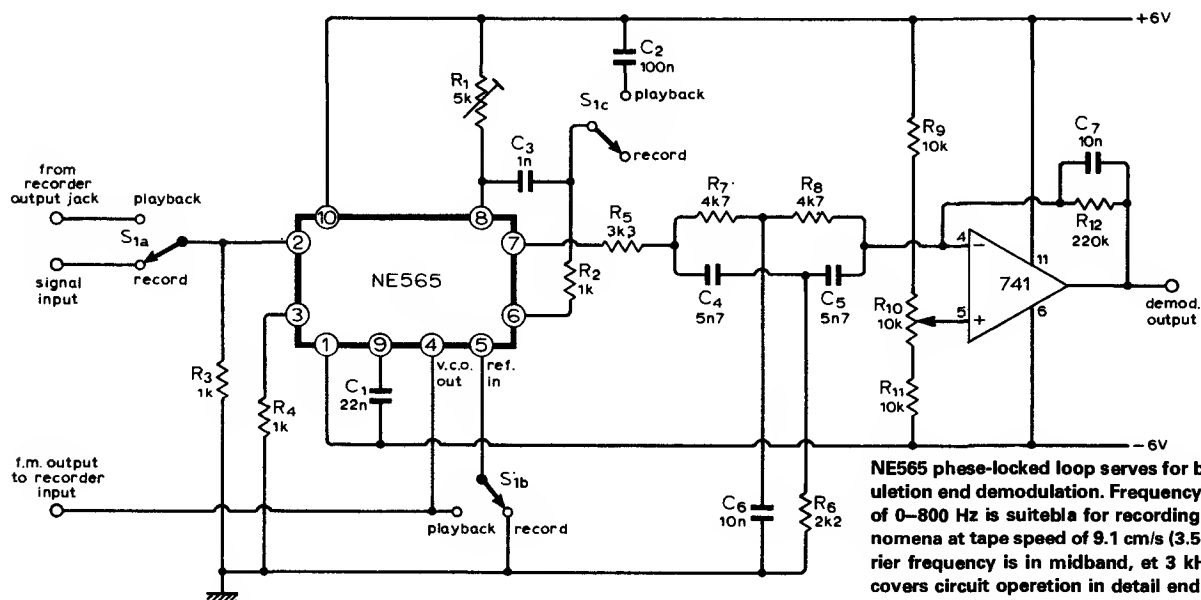 +6V
C2
100n
playback
R1
5k
S1c
record
C3
1n
R9
10k
C7
10n
from
recorder
output jack
playback
S1a
signal
input
record
10
8
2
7
NE565
3
6
1
9
4
5
v.c.o.
out
ref.
in
R5
3k3
R2
1k
R7
4k7
R8
4k7
C4
5n7
C5
5n7
R12
220k
4
−
741
11
5
+
6
demod.
output
R10
10k
R3
1k
R4
1k
C1
22n
R11
10k
−6V
f.m. output
to recorder
input
S1b
playback
record
C6
10n
R6
2k2
NE565 phese-locked loop serves for b
uletion end demodulation. Frequency
of 0–800 Hz is suitebla for recording
nomena at tape speed of 9.1 cm/s (3.5
rier frequency is in midband, et 3 kH
covers circuit operetion in detail end